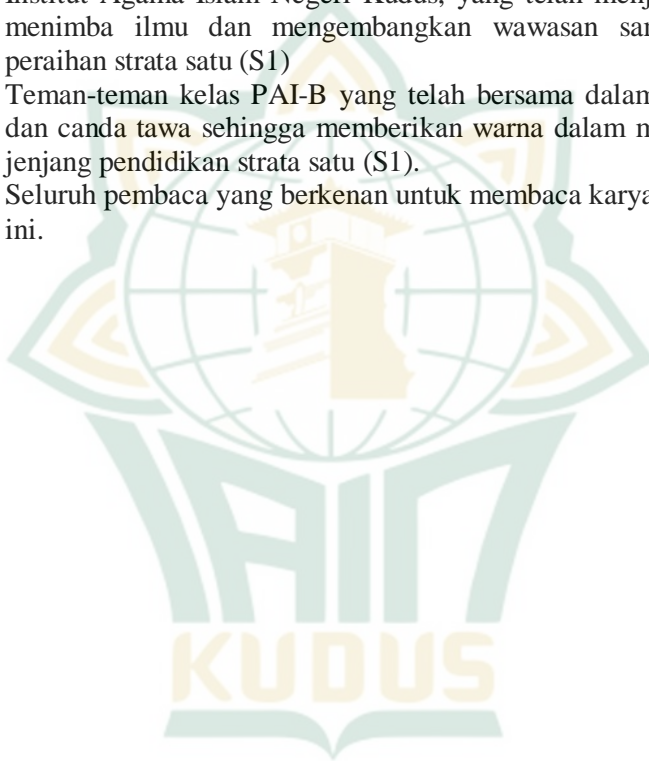 Institut Agama Islam Negeri Kudus, yang telah
menimba ilmu dan mengembangkan wawasan
peraihan strata satu (S1)
Teman-teman kelas PAI-B yang telah bersama dalam
dan canda tawa sehingga memberikan warna dalam
jenjang pendidikan strata satu (S1).
Seluruh pembaca yang berkenan untuk membaca karya
ini.
IAIN
KUDUS